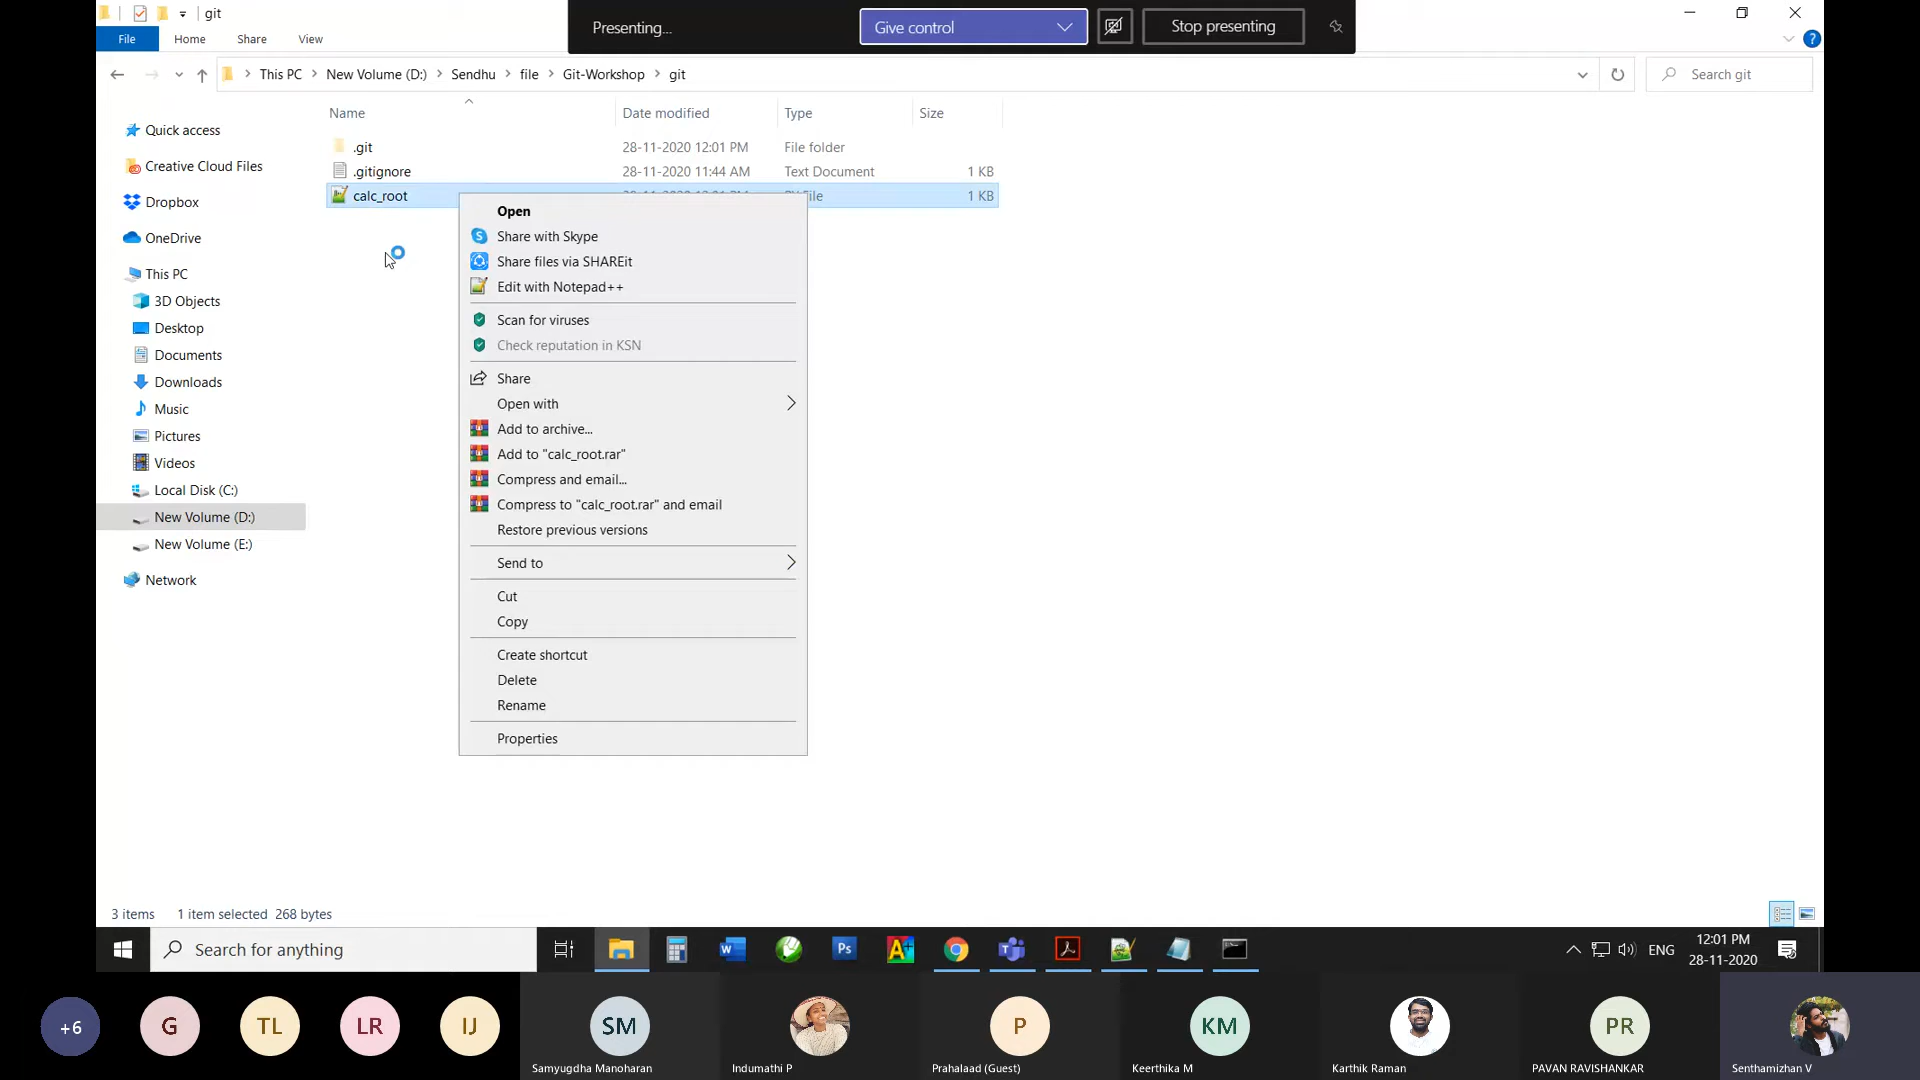 git
Presenting...
Give control
Stop presenting
File
Home
Share
View
?
This PC
New Volume (D:)
Sendhu
file
Git-Workshop
git
Search git
Name
Date modified
Type
Size
Quick access
Creative Cloud Files
Dropbox
OneDrive
This PC
3D Objects
Desktop
Documents
Downloads
Music
Pictures
Videos
Local Disk (C:)
New Volume (D:)
New Volume (E:)
Network
.git 28-11-2020 12:01 PM File folder
.gitignore 28-11-2020 11:44 AM Text Document 1 KB
calc_root 1 KB
Open
Share with Skype
Share files via SHAREit
Edit with Notepad++
Scan for viruses
Check reputation in KSN
Share
Open with
Add to archive...
Add to "calc_root.rar"
Compress and email...
Compress to "calc_root.rar" and email
Restore previous versions
Send to
Cut
Copy
Create shortcut
Delete
Rename
Properties
3 items 1 item selected 268 bytes
Search for anything
ENG
12:01 PM
28-11-2020
+6
G
TL
LR
IJ
SM
Samyugdha Manoharan
Indumathi P
P
Prahalaad (Guest)
KM
Keerthika M
Karthik Raman
PR
PAVAN RAVISHANKAR
Senthamizhan V